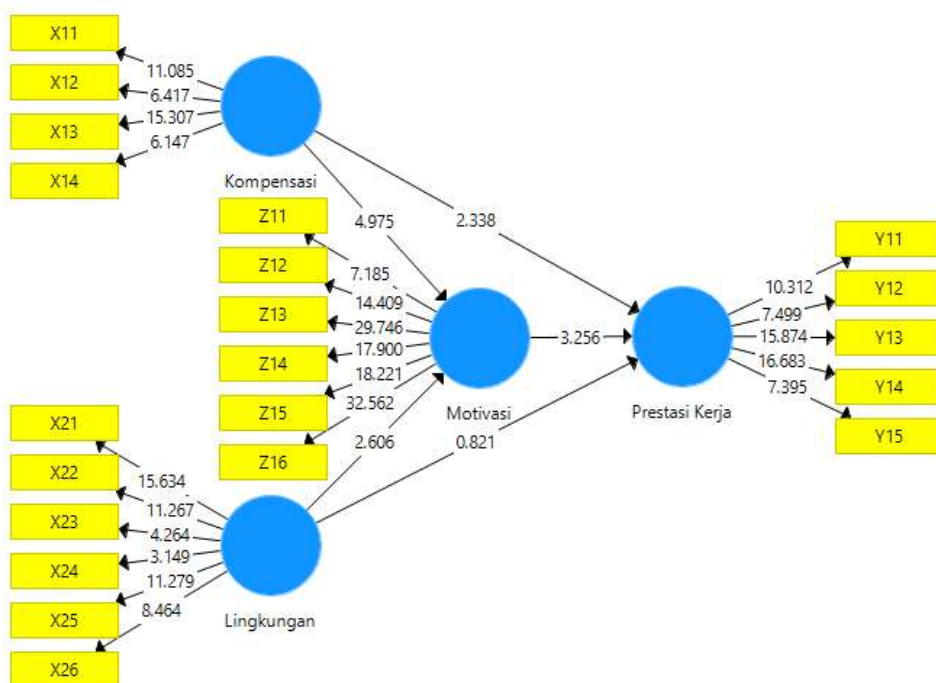 X11
X12
X13
X14
11.085
6.417
15.307
6.147
Kompensasi
4.975
2.338
Z11
Z12
Z13
Z14
Z15
Z16
7.185
14.409
29.746
17.900
18.221
32.562
Motivasi
3.256
2.606
0.821
Prestasi Kerja
10.312
7.499
15.874
16.683
7.395
Y11
Y12
Y13
Y14
Y15
X21
X22
X23
X24
X25
X26
15.634
11.267
4.264
3.149
11.279
8.464
Lingkungan